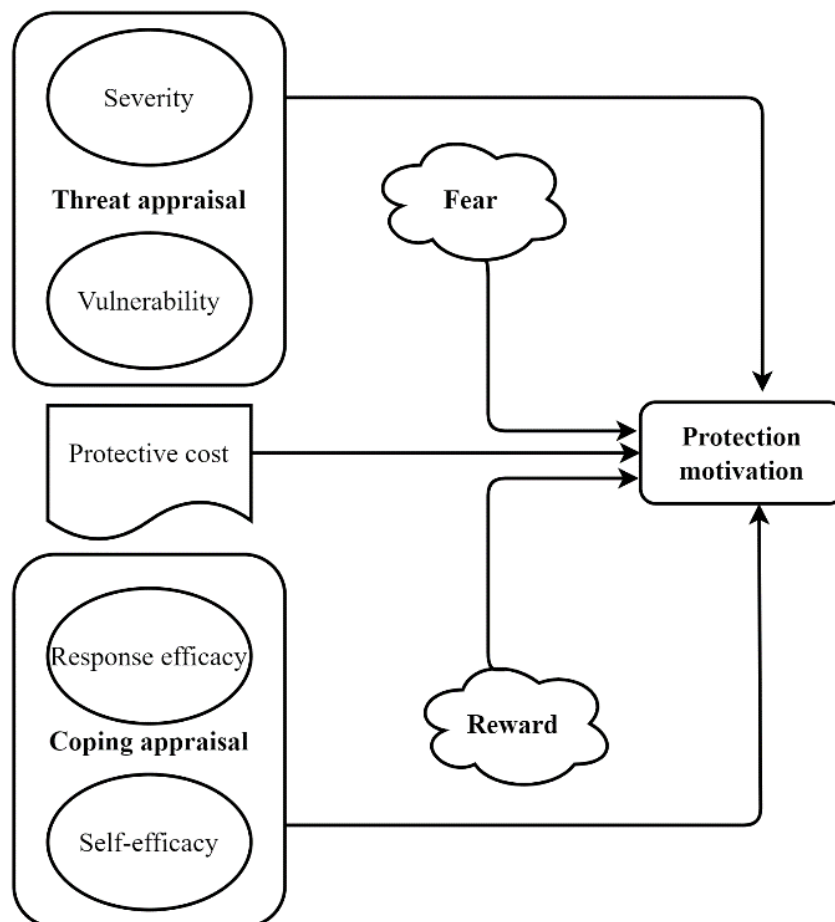 Severity
Threat appraisal
Vulnerability
Fear
Protective cost
Protection
motivation
Response efficacy
Coping appraisal
Self-efficacy
Reward